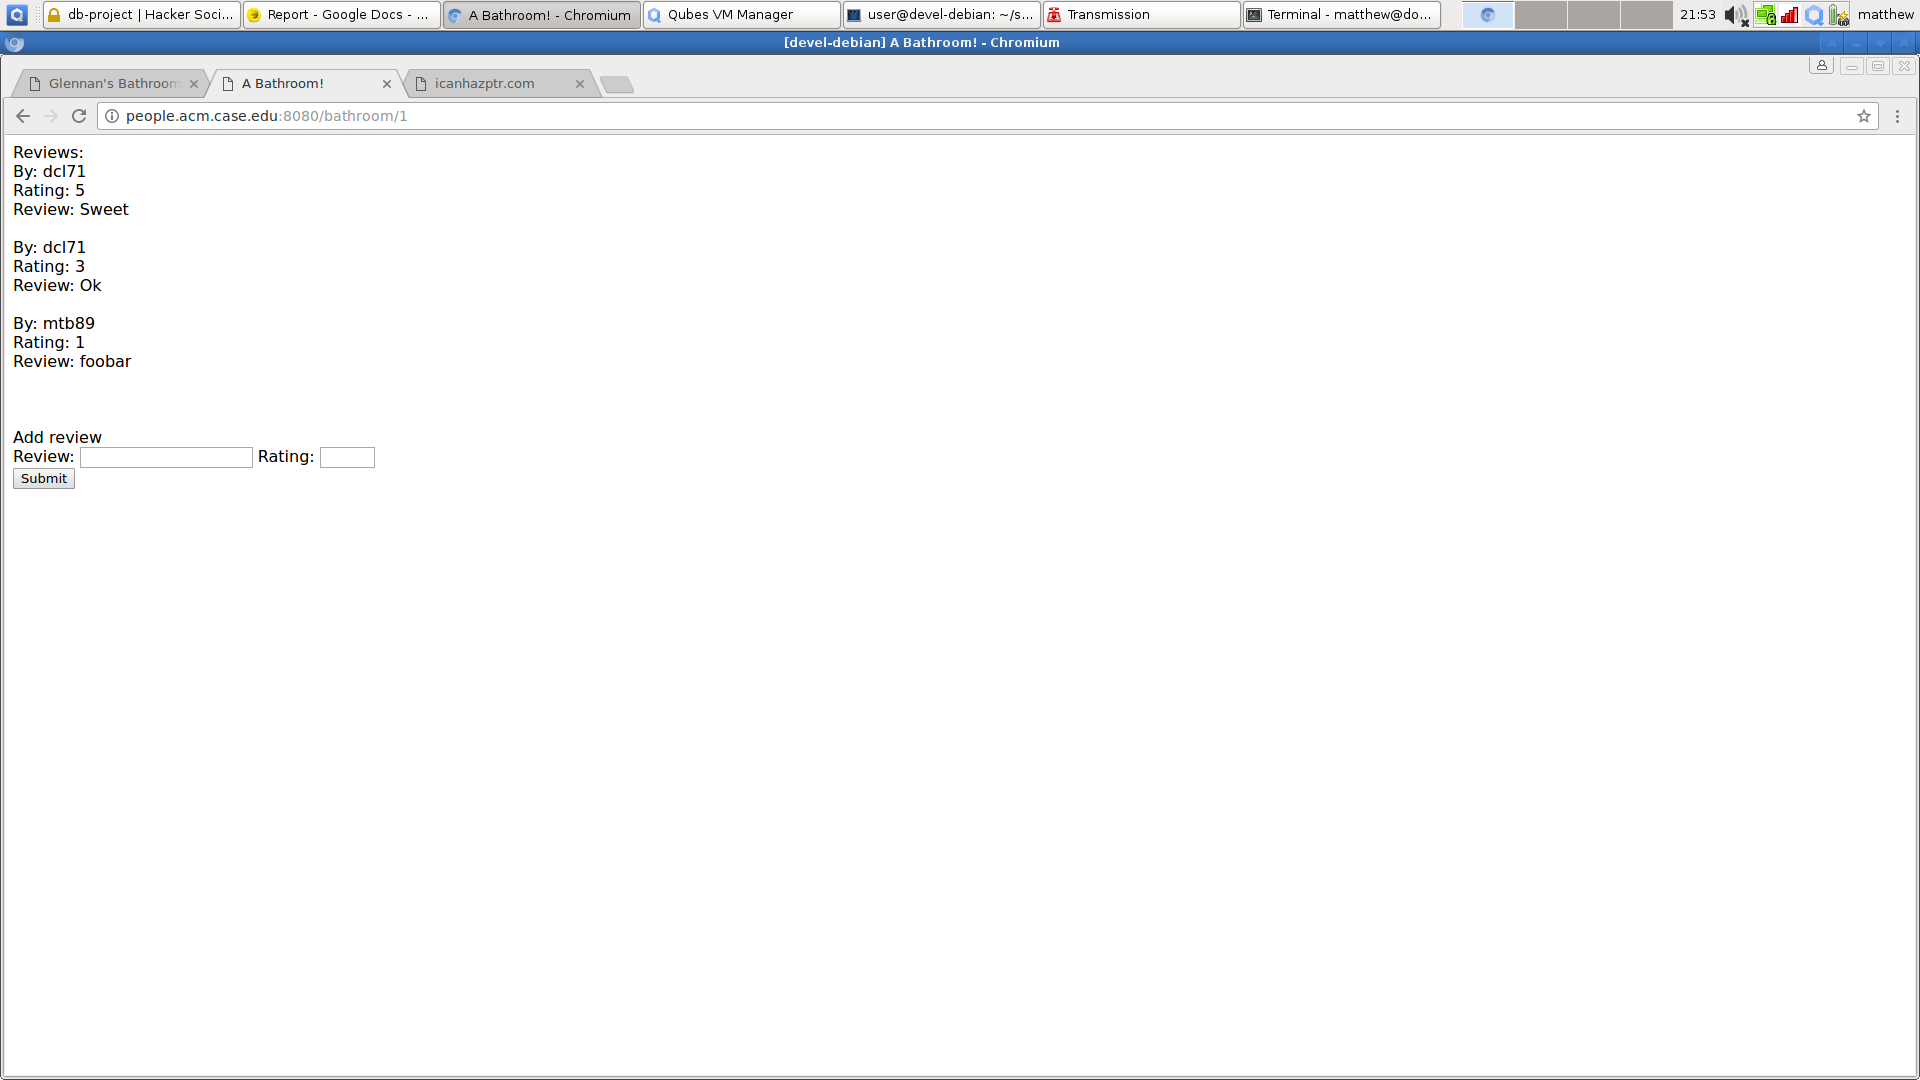 db-project | Hacker Soci...
Report - Google Docs - ...
A Bathroom! - Chromium
Qubes VM Manager
user@devel-debian: ~/s...
Transmission
Terminal - matthew@do...
21:53
matthew
[devel-debian] A Bathroom! - Chromium
Glennan's Bathroom
A Bathroom!
icanhazptr.com
people.acm.case.edu:8080/bathroom/1
Reviews:
By: dcl71
Rating: 5
Review: Sweet
By: dcl71
Rating: 3
Review: Ok
By: mtb89
Rating: 1
Review: foobar
Add review
Review: Rating:
Submit